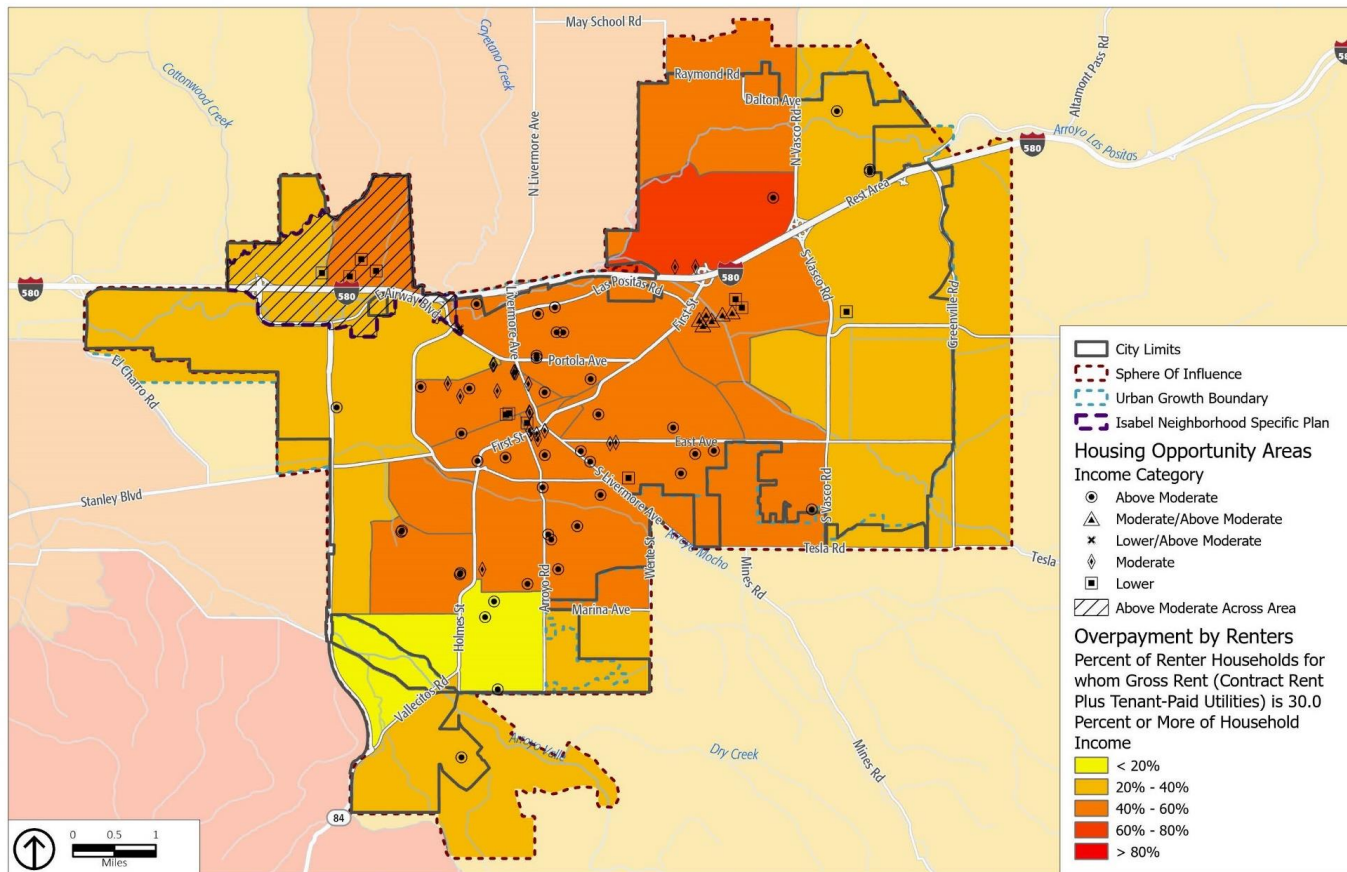 May School Rd
Cayetano Creek
Cottonwood Creek
N Livermore Ave
Raymond Rd
Dalton Ave
N Vasco Rd
Altamont Pass Rd
Arroyo Las Positas
580
580
Rest Area
580
580
580
E Airway Blvd
Las Positas Rd
First St
S Vasco Rd
Greenville Rd
Livermore Ave
Portola Ave
El Charro Rd
First St
East Ave
Stanley Blvd
S Livermore Ave
S Vasco Rd
Arroyo Mocho
Tesla Rd
Tesla
Wente St
Mines Rd
Holmes St
Arroyo Rd
Marina Ave
Vallecitos Rd
Arroyo Valle
Dry Creek
Mines Rd
84
0 0.5 1
Miles
City Limits
Sphere Of Influence
Urban Growth Boundary
Isabel Neighborhood Specific Plan
Housing Opportunity Areas
Income Category
Above Moderate
Moderate/Above Moderate
Lower/Above Moderate
Moderate
Lower
Above Moderate Across Area
Overpayment by Renters
Percent of Renter Households for
whom Gross Rent (Contract Rent
Plus Tenant-Paid Utilities) is 30.0
Percent or More of Household
Income
< 20%
20% - 40%
40% - 60%
60% - 80%
> 80%